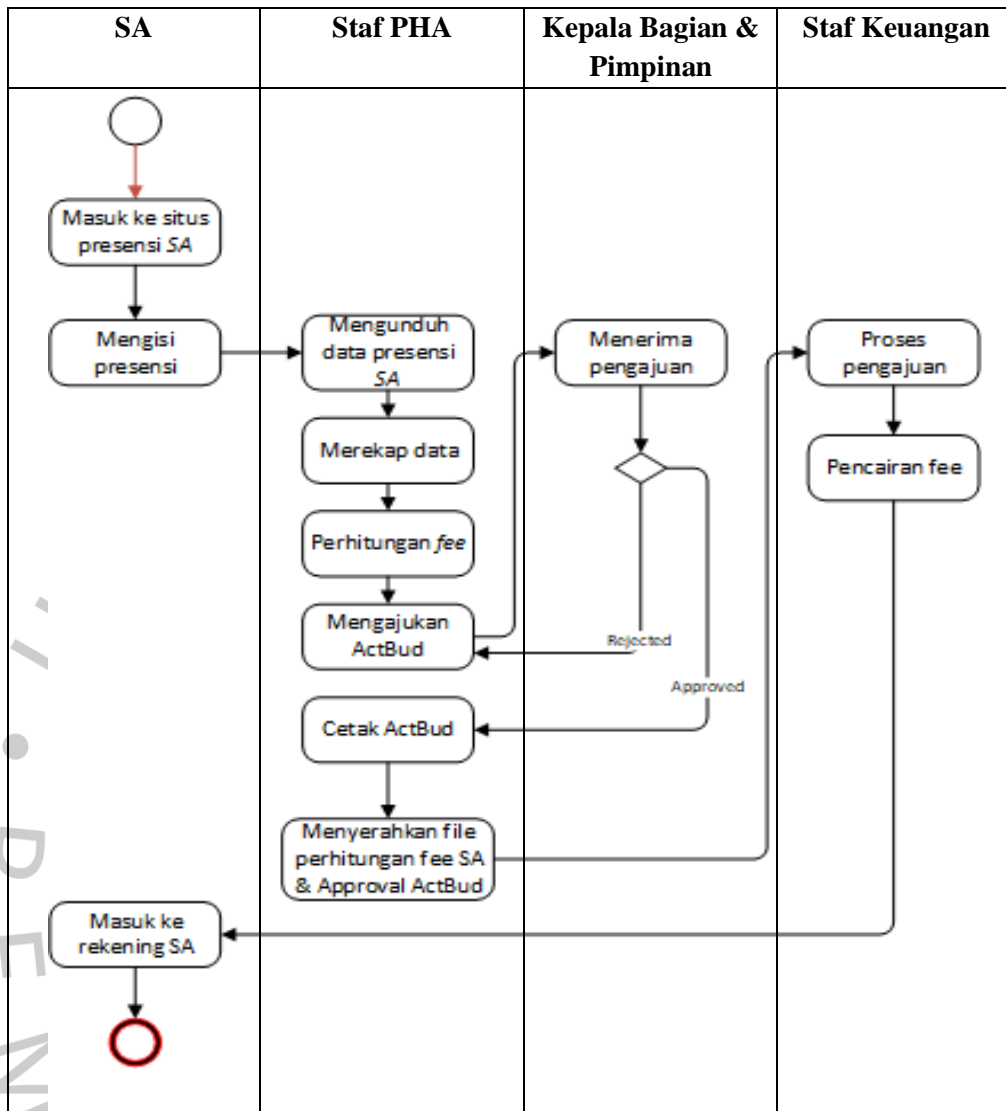 SA
Staf PHA
Kepala Bagian &
Pimpinan
Staf Keuangan
Masuk ke situs
presensi SA
Mengisi
presensi
Mengunduh
data presensi
SA
Merekap data
Perhitungan fee
Mengajukan
ActBud
Cetak ActBud
Menyerahkan file
perhitungan fee SA
& Approval ActBud
Menerima
pengajuan
Rejected
Approved
Proses
pengajuan
Pencairan fee
Masuk ke
rekening SA